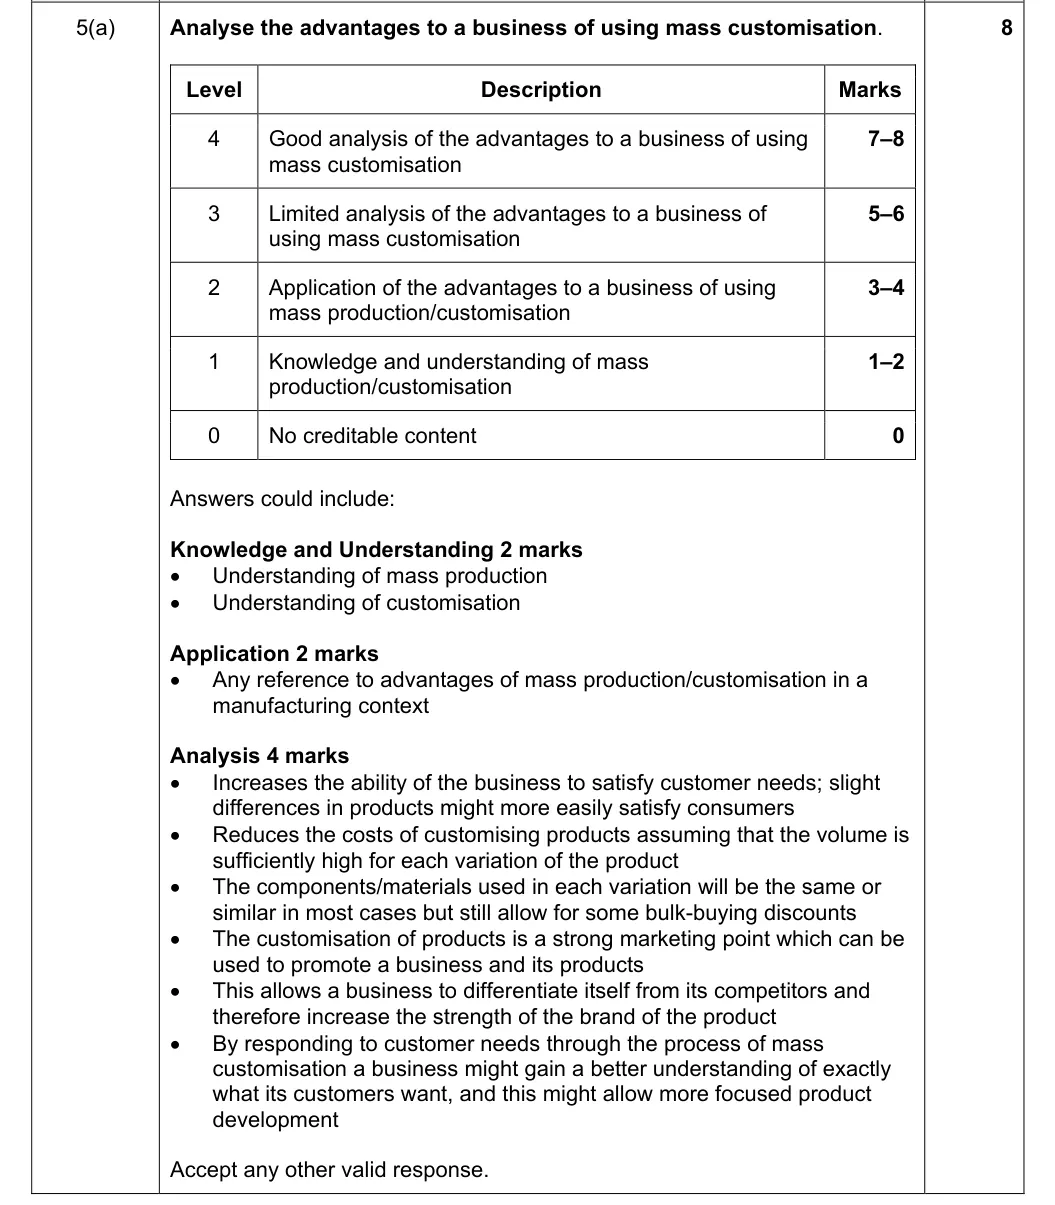 5(a) Analyse the advantages to a business of using mass customisation. 8
Level Description Marks
4 Good analysis of the advantages to a business of using 7–8
mass customisation
3 Limited analysis of the advantages to a business of 5–6
using mass customisation
2 Application of the advantages to a business of using 3–4
mass production/customisation
1 Knowledge and understanding of mass 1–2
production/customisation
0 No creditable content 0
Answers could include:
Knowledge and Understanding 2 marks
• Understanding of mass production
• Understanding of customisation
Application 2 marks
• Any reference to advantages of mass production/customisation in a
manufacturing context
Analysis 4 marks
• Increases the ability of the business to satisfy customer needs; slight
differences in products might more easily satisfy consumers
• Reduces the costs of customising products assuming that the volume is
sufficiently high for each variation of the product
• The components/materials used in each variation will be the same or
similar in most cases but still allow for some bulk-buying discounts
• The customisation of products is a strong marketing point which can be
used to promote a business and its products
• This allows a business to differentiate itself from its competitors and
therefore increase the strength of the brand of the product
• By responding to customer needs through the process of mass
customisation a business might gain a better understanding of exactly
what its customers want, and this might allow more focused product
development
Accept any other valid response.